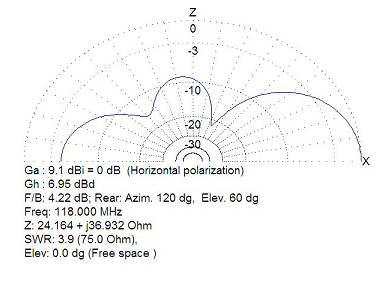 Z
0
-3
-10
-20
-30
X
Ga : 9.1 dBi = 0 dB (Horizontal polarization)
Gh : 6.95 dBd
F/B: 4.22 dB; Rear: Azim. 120 dg, Elev. 60 dg
Freq: 118.000 MHz
Z: 24.164 + j36.932 Ohm
SWR: 3.9 (75.0 Ohm),
Elev: 0.0 dg (Free space )